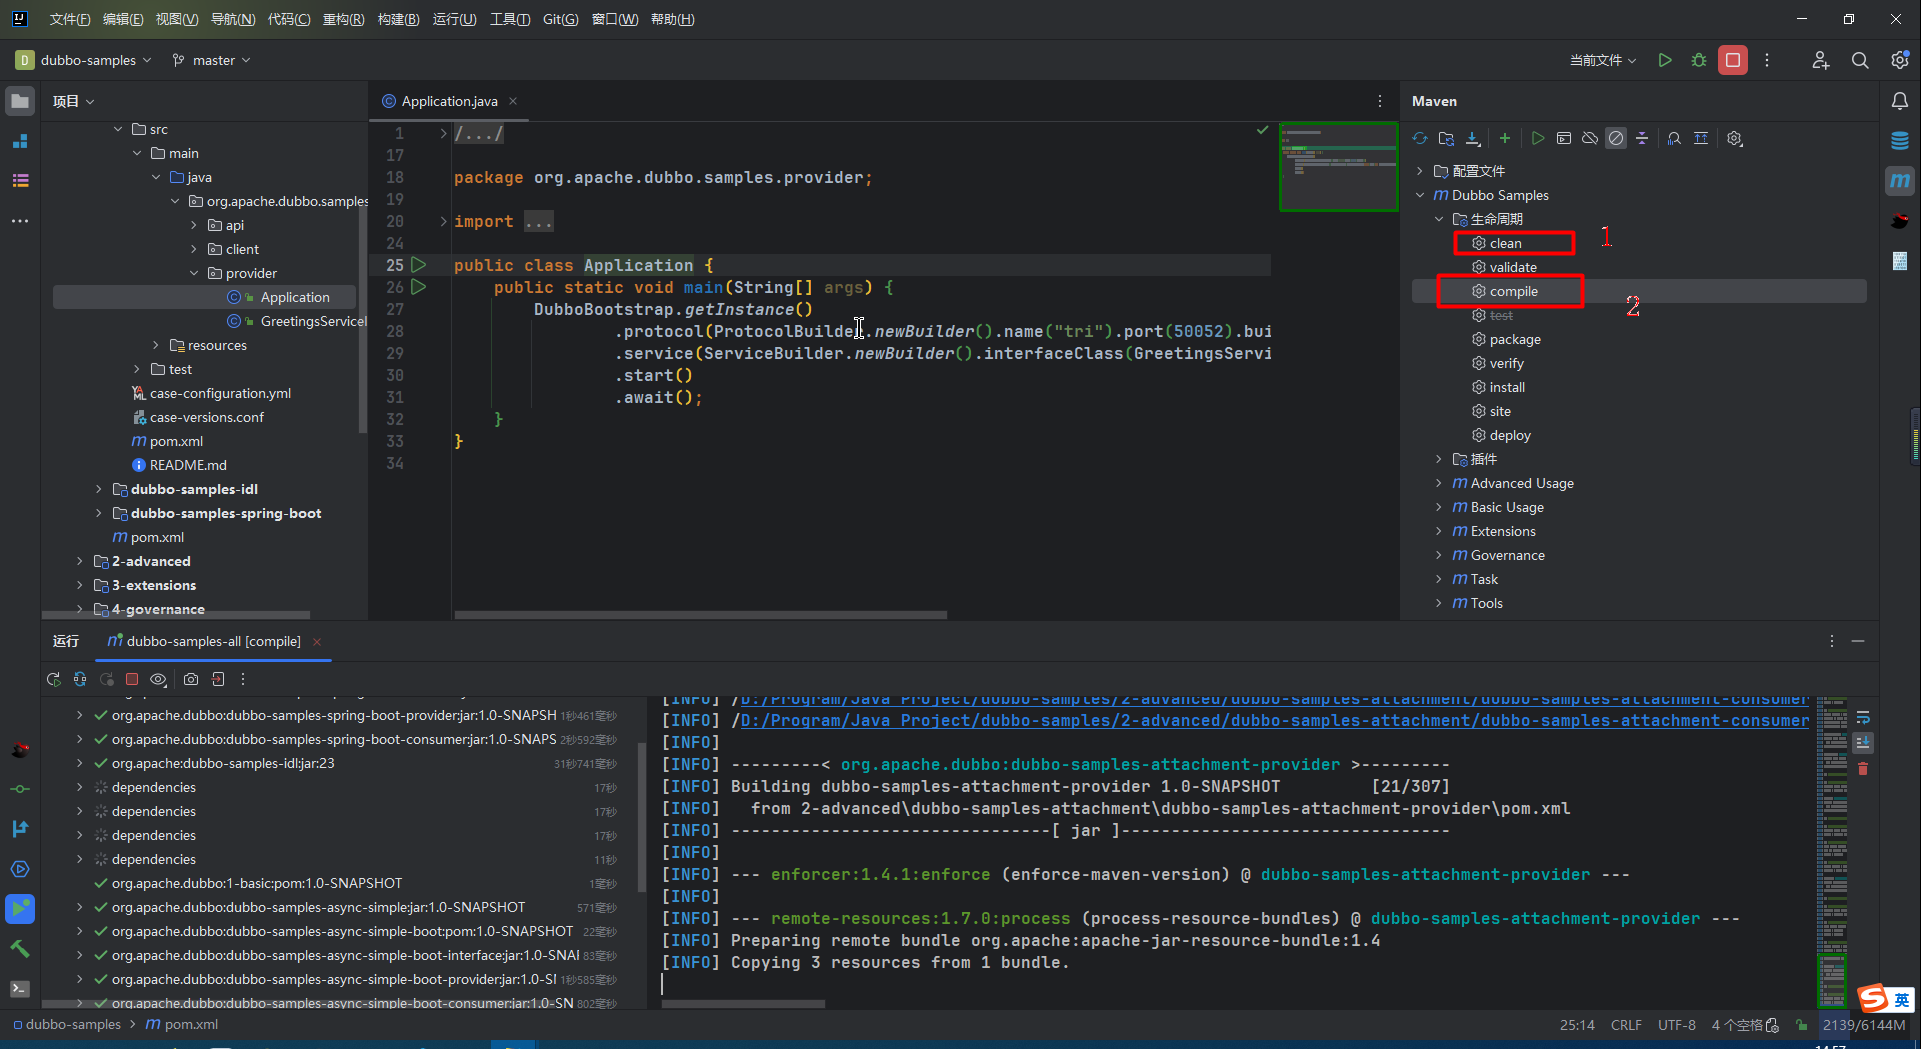 文件(F) 编辑(E) 视图(V) 导航(N) 代码(C) 重构(R) 构建(B) 运行(U) 工具(T) Git(G) 窗口(W) 帮助(H)
D dubbo-samples master 当前文件
项目
src
main
java
org.apache.dubbo.samples
api
client
provider
Application
GreetingsServiceI
resources
test
case-configuration.yml
case-versions.conf
pom.xml
README.md
dubbo-samples-idl
dubbo-samples-spring-boot
pom.xml
2-advanced
3-extensions
4-governance
Application.java
1 /.../
17
18 package org.apache.dubbo.samples.provider;
19
20 import ...
24
25 public class Application {
26 public static void main(String[] args) {
27 DubboBootstrap.getInstance()
28 .protocol(ProtocolBuilder.newBuilder().name("tri").port(50052).bui
29 .service(ServiceBuilder.newBuilder().interfaceClass(GreetingsServi
30 .start()
31 .await();
32 }
33 }
34
Maven
配置文件
Dubbo Samples
生命周期
clean 1
validate
compile 2
test
package
verify
install
site
deploy
插件
Advanced Usage
Basic Usage
Extensions
Governance
Task
Tools
运行 dubbo-samples-all [compile]
org.apache.dubbo:dubbo-samples-spring-boot-provider:jar:1.0-SNAPSH 1秒461毫秒
org.apache.dubbo:dubbo-samples-spring-boot-consumer:jar:1.0-SNAPS 2秒592毫秒
org.apache:dubbo-samples-idl:jar:23 31秒741毫秒
dependencies 17秒
dependencies 17秒
dependencies 17秒
dependencies 11秒
org.apache.dubbo:1-basic:pom:1.0-SNAPSHOT 1毫秒
org.apache.dubbo:dubbo-samples-async-simple:jar:1.0-SNAPSHOT 571毫秒
org.apache.dubbo:dubbo-samples-async-simple-boot:pom:1.0-SNAPSHOT 22毫秒
org.apache.dubbo:dubbo-samples-async-simple-boot-interface:jar:1.0-SNAI 83毫秒
org.apache.dubbo:dubbo-samples-async-simple-boot-provider:jar:1.0-SI 1秒585毫秒
org.apache.dubbo:dubbo-samples-async-simple-boot-consumer:jar:1.0-SN 802毫秒
[INFO] /D:/Program/Java Project/dubbo-samples/2-advanced/dubbo-samples-attachment/dubbo-samples-attachment-consumer
[INFO] /D:/Program/Java Project/dubbo-samples/2-advanced/dubbo-samples-attachment/dubbo-samples-attachment-consumer
[INFO]
[INFO] ---------< org.apache.dubbo:dubbo-samples-attachment-provider >---------
[INFO] Building dubbo-samples-attachment-provider 1.0-SNAPSHOT [21/307]
[INFO] from 2-advanced\dubbo-samples-attachment\dubbo-samples-attachment-provider\pom.xml
[INFO] --------------------------------[ jar ]---------------------------------
[INFO]
[INFO] --- enforcer:1.4.1:enforce (enforce-maven-version) @ dubbo-samples-attachment-provider ---
[INFO]
[INFO] --- remote-resources:1.7.0:process (process-resource-bundles) @ dubbo-samples-attachment-provider ---
[INFO] Preparing remote bundle org.apache:apache-jar-resource-bundle:1.4
[INFO] Copying 3 resources from 1 bundle.
S 英
dubbo-samples > pom.xml 25:14 CRLF UTF-8 4 个空格 2139/6144M